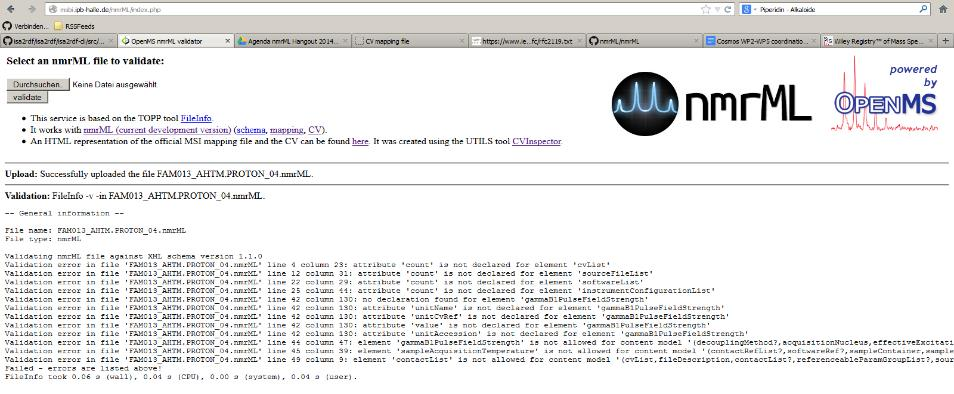 msbi.ipb-halle.de/nmrML/index.php
Piperidin - Alkaloide
Verbinden... RSSFeeds
isa2rdf/isa2rdf/isa2rdf-cli/src/... OpenMS nmrML validator Agenda nmrML Hangout 2014... CV mapping file https://www.ie...fc/rfc2119.txt nmrML/nmrML Cosmos WP2-WP5 coordinatio... Wiley Registry™ of Mass Spe...
Select an nmrML file to validate:
Durchsuchen. Keine Datei ausgewählt.
validate
nmrML
powered
by
OPENMS
• This service is based on the TOPP tool FileInfo.
• It works with nmrML (current development version) (schema, mapping, CV).
• An HTML representation of the official MSI mapping file and the CV can be found here. It was created using the UTILS tool CVInspector.
Upload: Successfully uploaded the file FAM013_AHTM.PROTON_04.nmrML.
Validation: FileInfo -v -in FAM013_AHTM.PROTON_04.nmrML.
-- General information --
File name: FAM013_AHTM.PROTON_04.nmrML
File type: nmrML
Validating nmrML file against XML schema version 1.1.0
Validation error in file 'FAM013_AHTM.PROTON_04.nmrML' line 4 column 23: attribute 'count' is not declared for element 'cvList'
Validation error in file 'FAM013_AHTM.PROTON_04.nmrML' line 12 column 31: attribute 'count' is not declared for element 'sourceFileList'
Validation error in file 'FAM013_AHTM.PROTON_04.nmrML' line 22 column 29: attribute 'count' is not declared for element 'softwareList'
Validation error in file 'FAM013_AHTM.PROTON_04.nmrML' line 25 column 44: attribute 'count' is not declared for element 'instrumentConfigurationList'
Validation error in file 'FAM013_AHTM.PROTON_04.nmrML' line 42 column 130: no declaration found for element 'gammaB1PulseFieldStrength'
Validation error in file 'FAM013_AHTM.PROTON_04.nmrML' line 42 column 130: attribute 'unitName' is not declared for element 'gammaB1PulseFieldStrength'
Validation error in file 'FAM013_AHTM.PROTON_04.nmrML' line 42 column 130: attribute 'unitCvRef' is not declared for element 'gammaB1PulseFieldStrength'
Validation error in file 'FAM013_AHTM.PROTON_04.nmrML' line 42 column 130: attribute 'value' is not declared for element 'gammaB1PulseFieldStrength'
Validation error in file 'FAM013_AHTM.PROTON_04.nmrML' line 42 column 130: attribute 'unitAccession' is not declared for element 'gammaB1PulseFieldStrength'
Validation error in file 'FAM013_AHTM.PROTON_04.nmrML' line 44 column 47: element 'gammaB1PulseFieldStrength' is not allowed for content model '(decouplingMethod?,acquisitionNucleus,effectiveExcitati
Validation error in file 'FAM013_AHTM.PROTON_04.nmrML' line 45 column 39: element 'sampleAcquisitionTemperature' is not allowed for content model '(contactRefList?,softwareRef?,sampleContainer,sample
Validation error in file 'FAM013_AHTM.PROTON_04.nmrML' line 49 column 9: element 'contactList' is not allowed for content model '(cvList,fileDescription,contactList?,referenceableParamGroupList?,sour
Failed - errors are listed above!
FileInfo took 0.06 s (wall), 0.04 s (CPU), 0.00 s (system), 0.04 s (user).